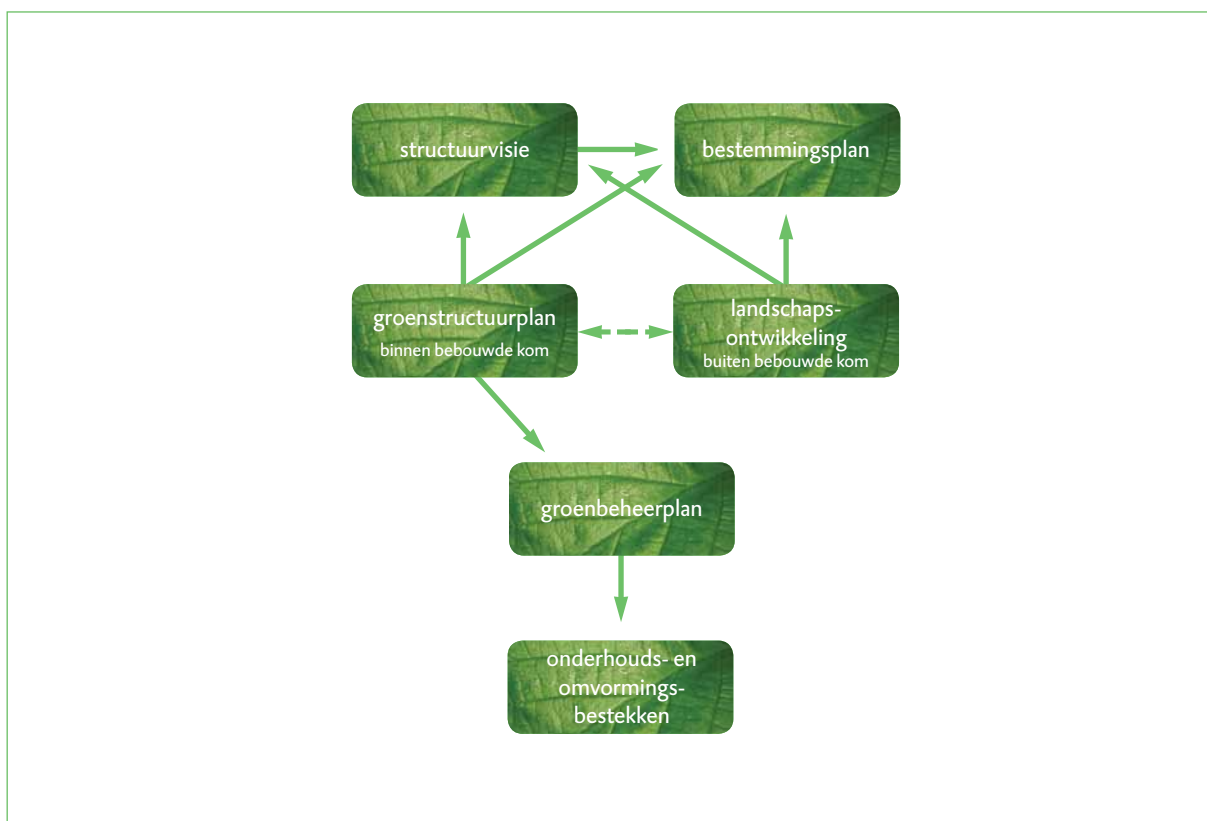 structuurvisie
bestemmingsplan
groenstructuurplan
binnen bebouwde kom
landschaps-
ontwikkeling
buiten bebouwde kom
groenbeheerplan
onderhouds- en
omvormings-
bestekken